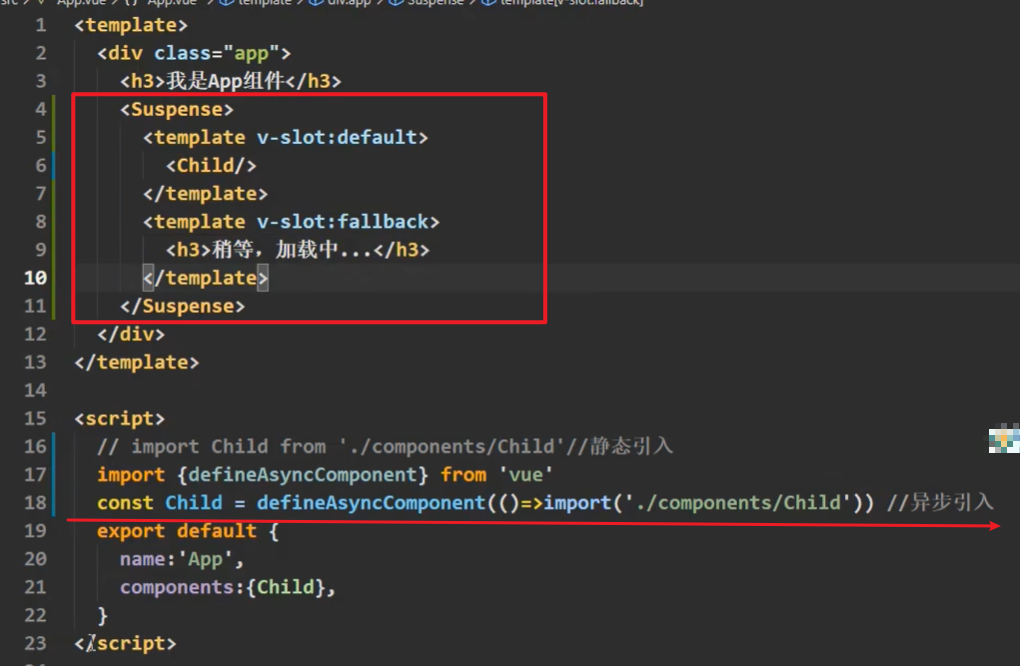 src > App.vue > {} "App.vue" > template > div.app > Suspense > template[v-slot:fallback]
1 <template>
2 <div class="app">
3 <h3>我是App组件</h3>
4 <Suspense>
5 <template v-slot:default>
6 <Child/>
7 </template>
8 <template v-slot:fallback>
9 <h3>稍等，加载中...</h3>
10 </template>
11 </Suspense>
12 </div>
13 </template>
14
15 <script>
16 // import Child from './components/Child'//静态引入
17 import {defineAsyncComponent} from 'vue'
18 const Child = defineAsyncComponent(()=>import('./components/Child')) //异步引入
19 export default {
20 name:'App',
21 components:{Child},
22 }
23 </script>